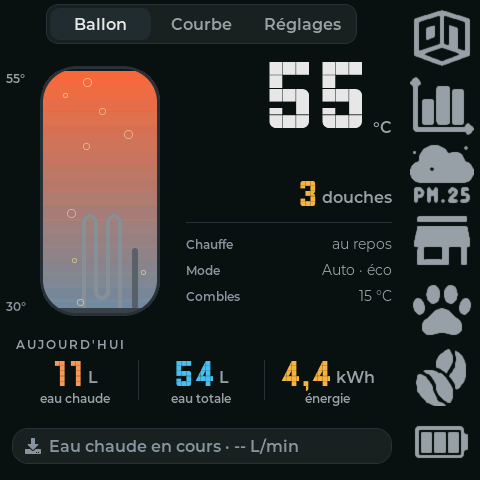 Ballon Courbe Réglages
55°
55 °C
3 douches
Chauffe au repos
Mode Auto · éco
Combles 15 °C
30°
AUJOURD'HUI
11 L 54 L 4,4 kWh
eau chaude eau totale énergie
Eau chaude en cours · -- L/min
PM.25